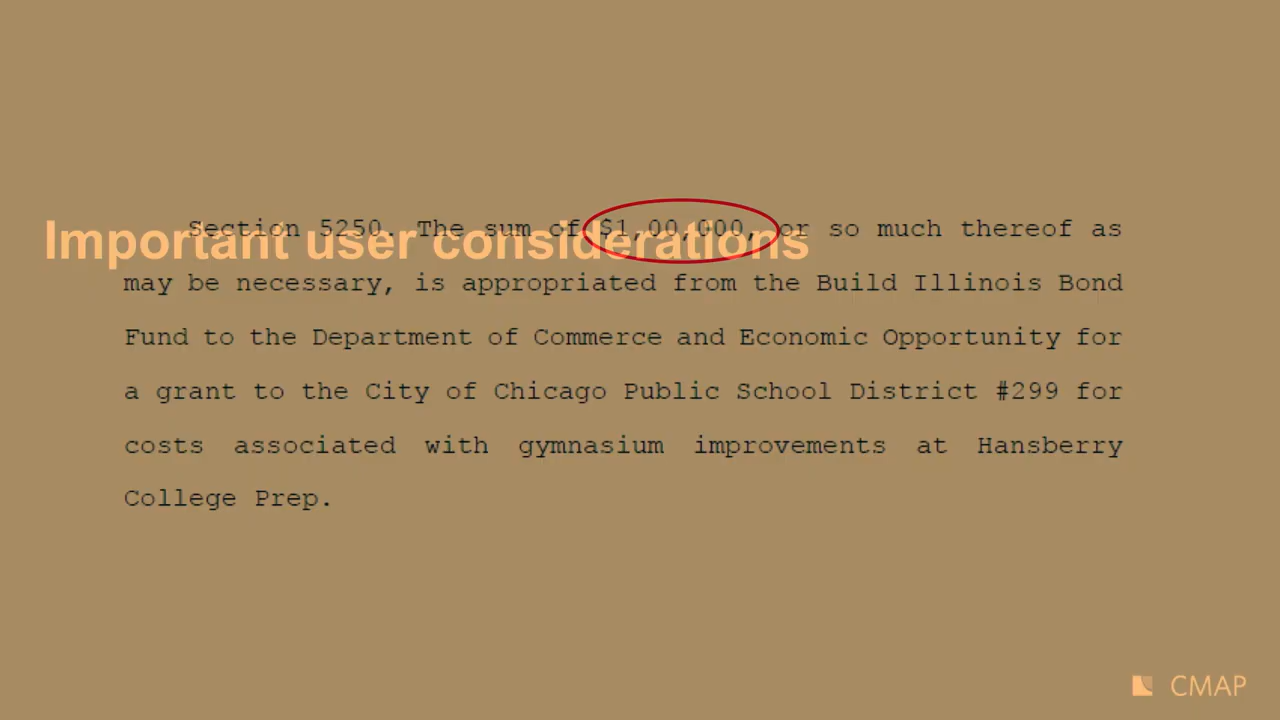 Important user considerations
Section 5250. The sum of $1,00,000, or so much thereof as
may be necessary, is appropriated from the Build Illinois Bond
Fund to the Department of Commerce and Economic Opportunity for
a grant to the City of Chicago Public School District #299 for
costs associated with gymnasium improvements at Hansberry
College Prep.
CMAP